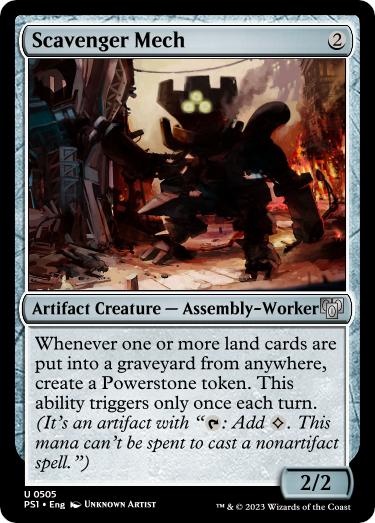 Scavenger Mech 2
Artifact Creature — Assembly-Worker
Whenever one or more land cards are
put into a graveyard from anywhere,
create a Powerstone token. This
ability triggers only once each turn.
(It's an artifact with “: Add . This
mana can't be spent to cast a nonartifact
spell.”)
2/2
U 0505
PS1 • Eng Unknown Artist ™ & © 2023 Wizards of the Coast